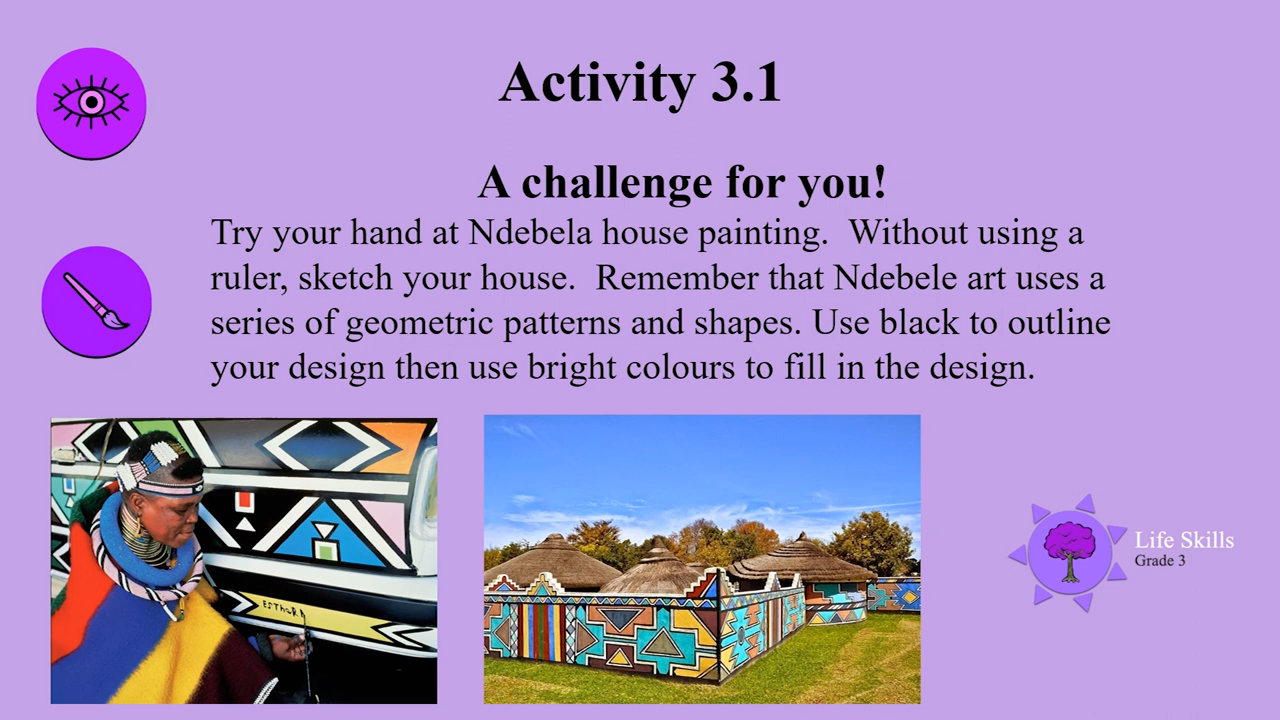 Activity 3.1
A challenge for you!
Try your hand at Ndebela house painting.  Without using a
ruler, sketch your house.  Remember that Ndebele art uses a
series of geometric patterns and shapes. Use black to outline
your design then use bright colours to fill in the design.
ESTHER
Life Skills
Grade 3